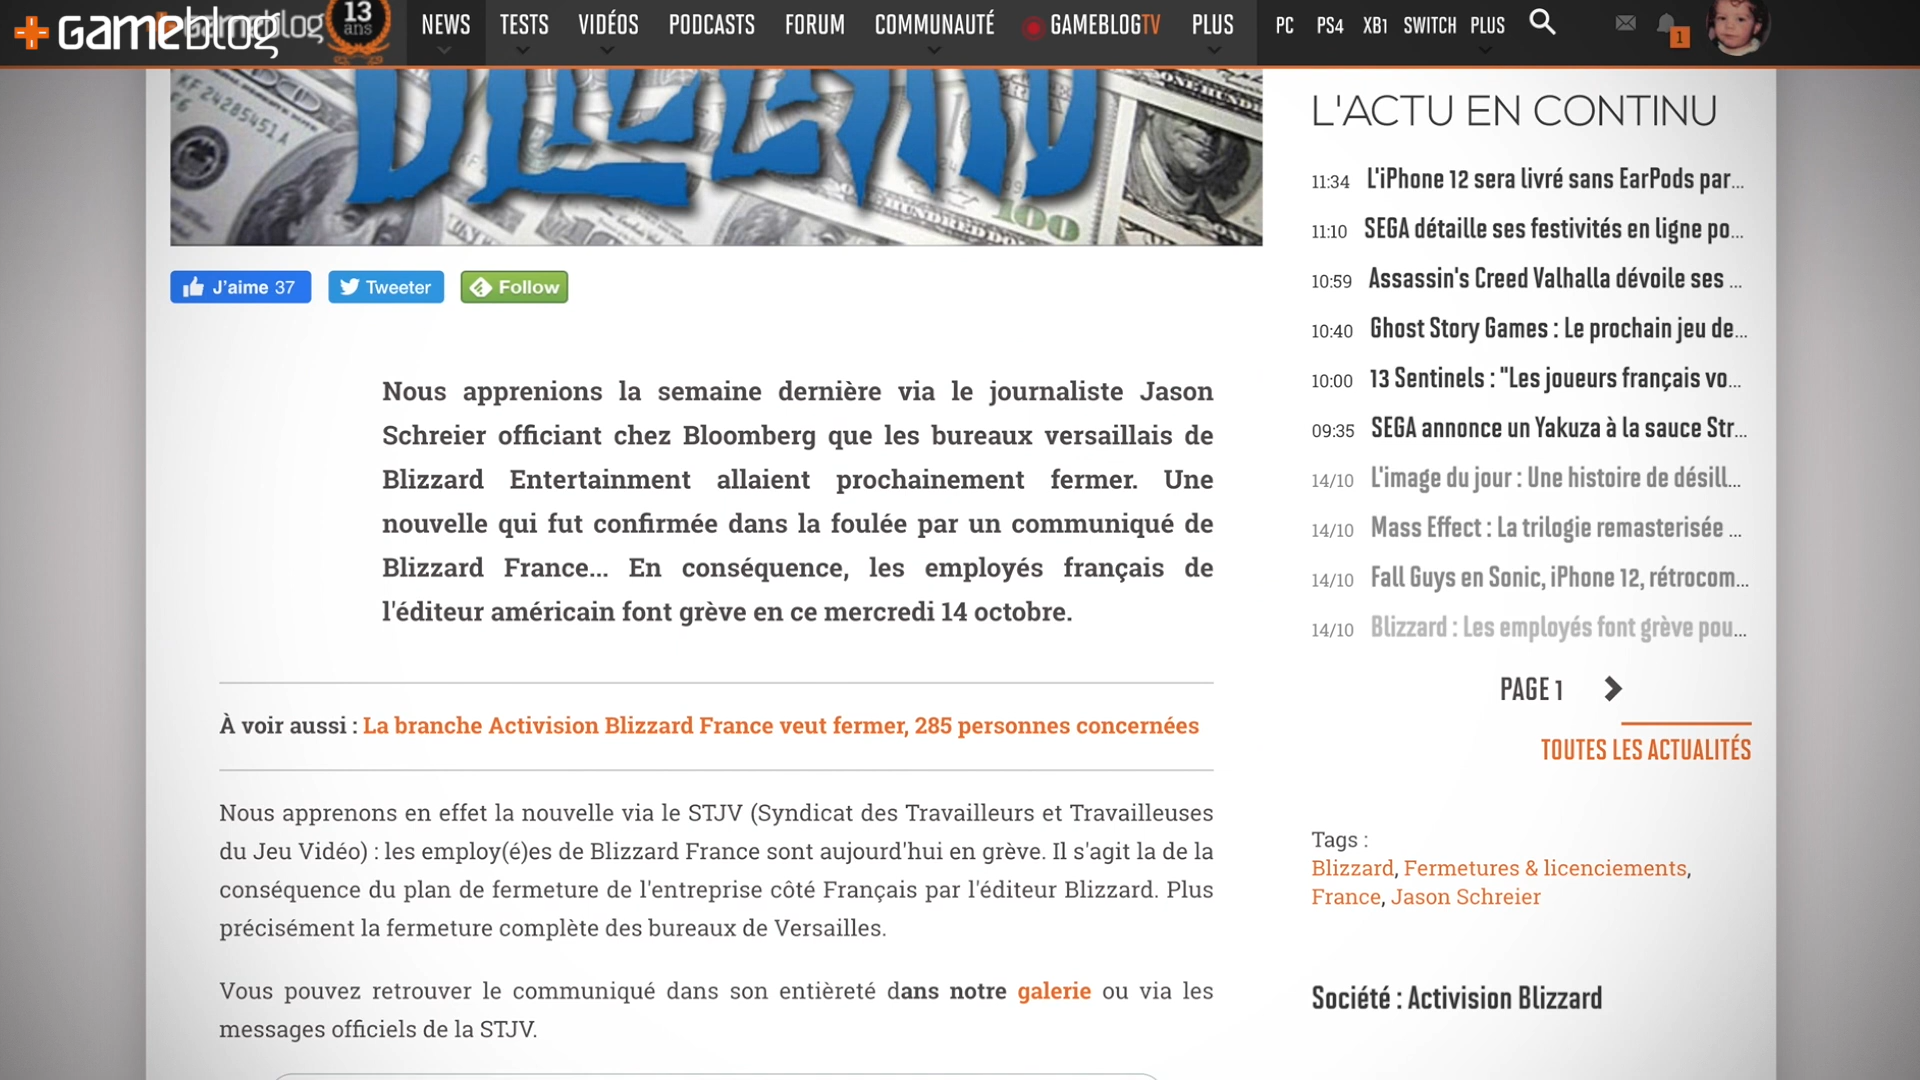 Gameblog 13 ans NEWS TESTS VIDÉOS PODCASTS FORUM COMMUNAUTÉ GAMEBLOGTV PLUS PC PS4 XB1 SWITCH PLUS 1
KF 24285451 A
F6
100
J'aime 37 Tweeter Follow
Nous apprenions la semaine dernière via le journaliste Jason
Schreier officiant chez Bloomberg que les bureaux versaillais de
Blizzard Entertainment allaient prochainement fermer. Une
nouvelle qui fut confirmée dans la foulée par un communiqué de
Blizzard France... En conséquence, les employés français de
l'éditeur américain font grève en ce mercredi 14 octobre.
À voir aussi : La branche Activision Blizzard France veut fermer, 285 personnes concernées
Nous apprenons en effet la nouvelle via le STJV (Syndicat des Travailleurs et Travailleuses
du Jeu Vidéo) : les employ(é)es de Blizzard France sont aujourd'hui en grève. Il s'agit la de la
conséquence du plan de fermeture de l'entreprise côté Français par l'éditeur Blizzard. Plus
précisément la fermeture complète des bureaux de Versailles.
Vous pouvez retrouver le communiqué dans son entièreté dans notre galerie ou via les
messages officiels de la STJV.
L'ACTU EN CONTINU
11:34 L'iPhone 12 sera livré sans EarPods par...
11:10 SEGA détaille ses festivités en ligne po...
10:59 Assassin's Creed Valhalla dévoile ses ...
10:40 Ghost Story Games : Le prochain jeu de...
10:00 13 Sentinels : "Les joueurs français vo...
09:35 SEGA annonce un Yakuza à la sauce Str...
14/10 L'image du jour : Une histoire de désill...
14/10 Mass Effect : La trilogie remasterisée ...
14/10 Fall Guys en Sonic, iPhone 12, rétrocom...
14/10 Blizzard : Les employés font grève pou...
PAGE 1
TOUTES LES ACTUALITÉS
Tags :
Blizzard, Fermetures & licenciements,
France, Jason Schreier
Société : Activision Blizzard